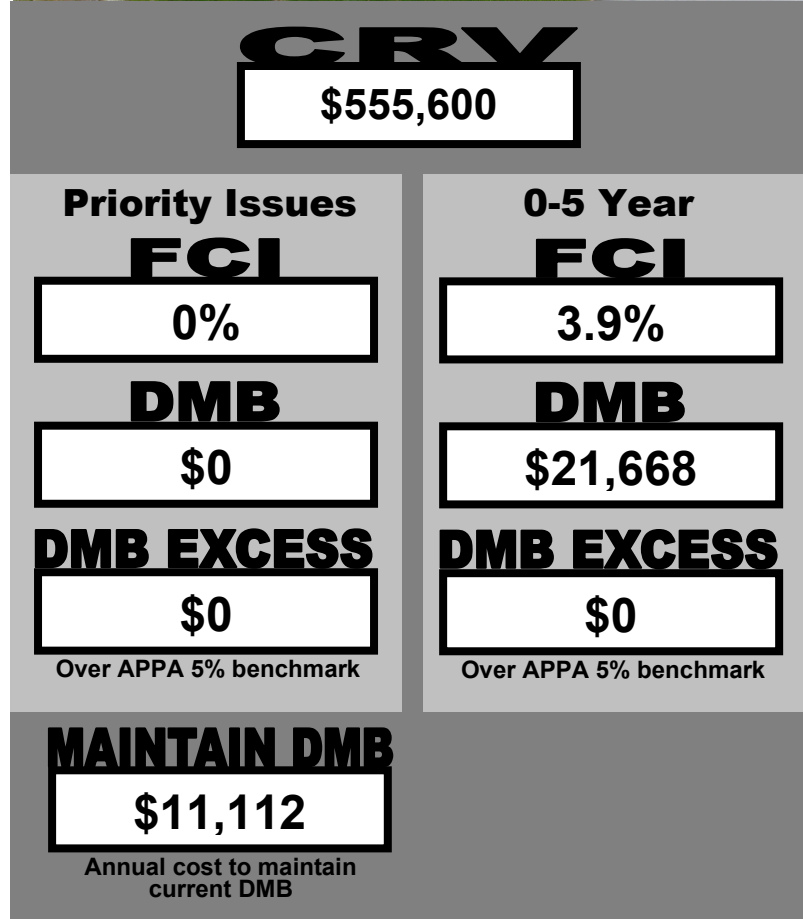 CRV
$555,600
Priority Issues
FCI
0%
DMB
$0
DMB EXCESS
$0
Over APPA 5% benchmark
0-5 Year
FCI
3.9%
DMB
$21,668
DMB EXCESS
$0
Over APPA 5% benchmark
MAINTAIN DMB
$11,112
Annual cost to maintain
current DMB